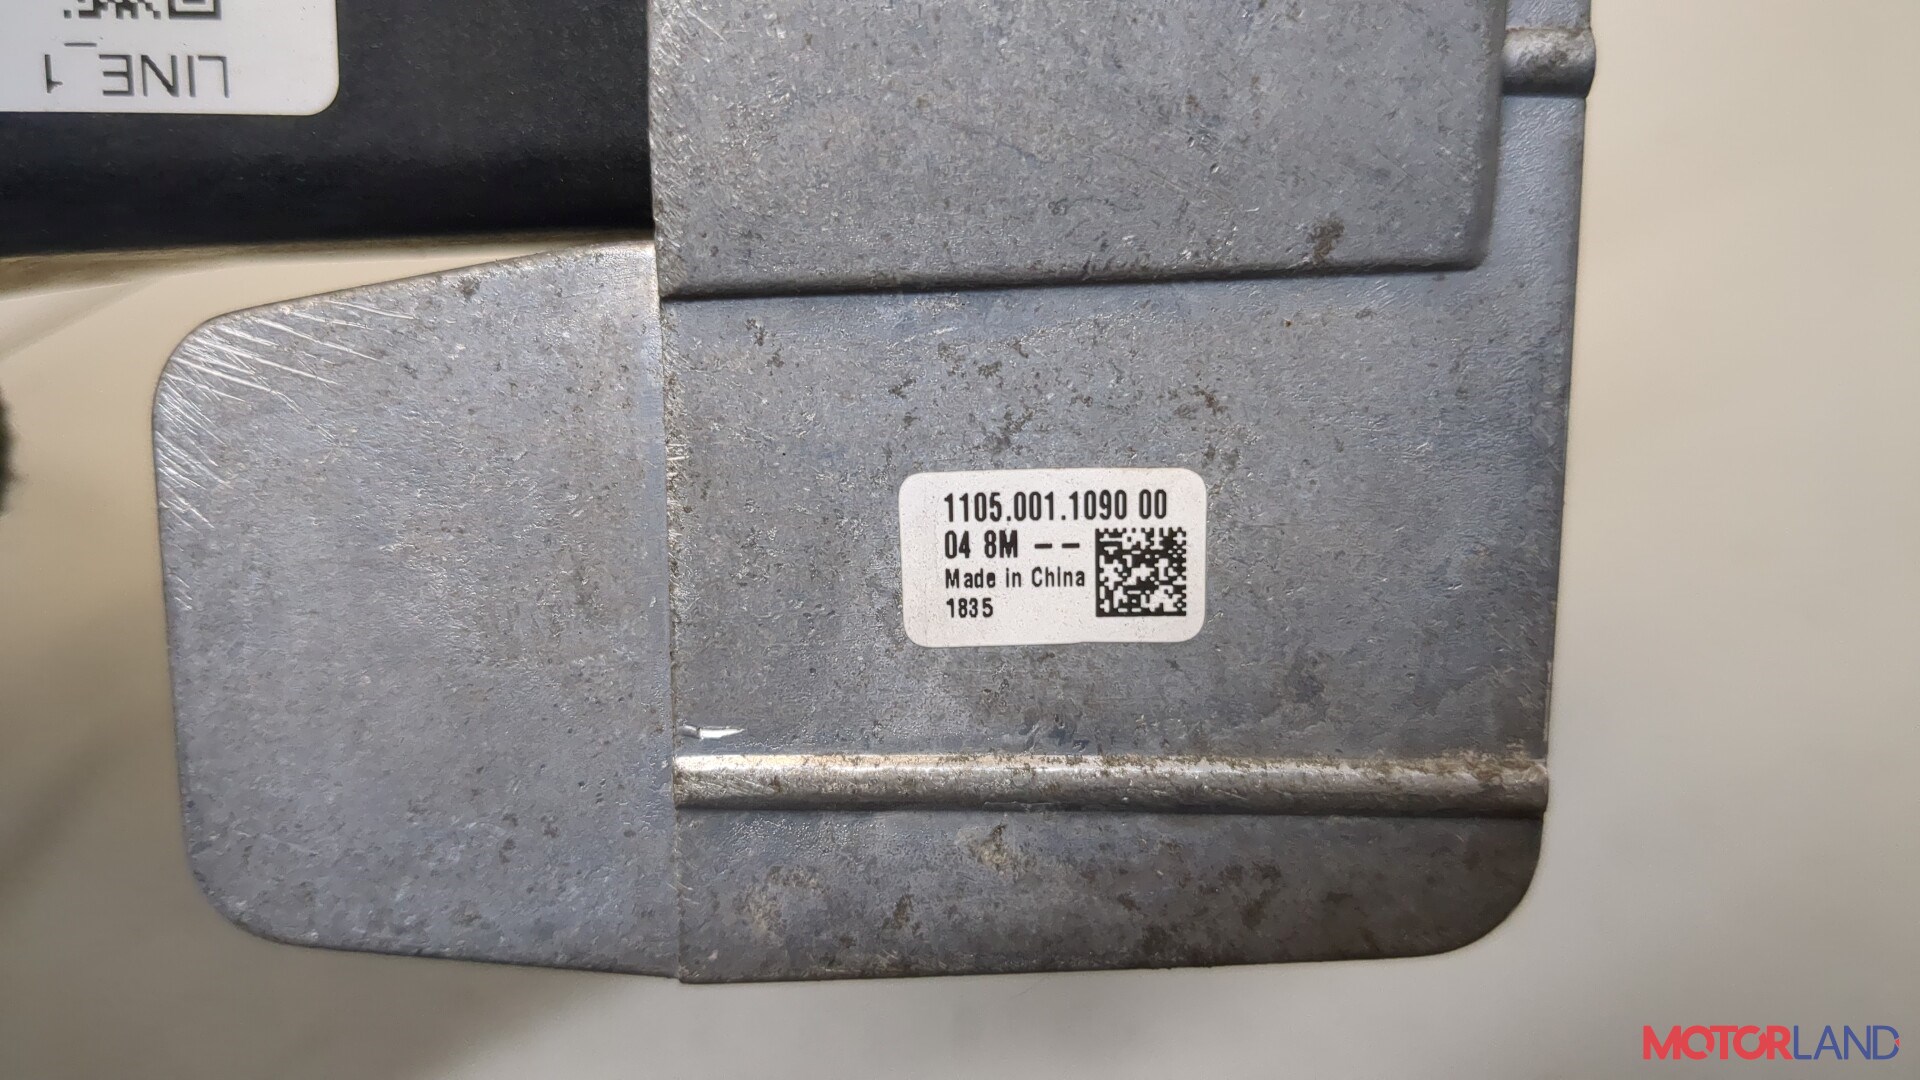 LINE_1
1105.001.1090 00
04 8M --
Made in China
1835
MOTORLAND